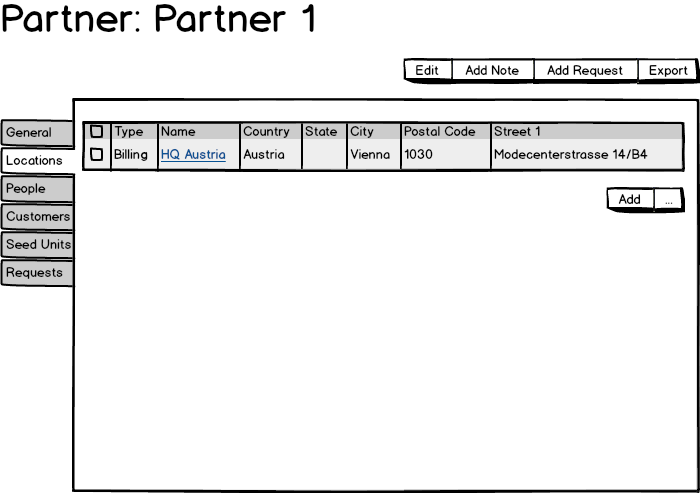 Partner: Partner 1
Edit Add Note Add Request Export
General
Locations
People
Customers
Seed Units
Requests
Type Name Country State City Postal Code Street 1
Billing HQ Austria Austria Vienna 1030 Modecenterstrasse 14/B4
Add ...